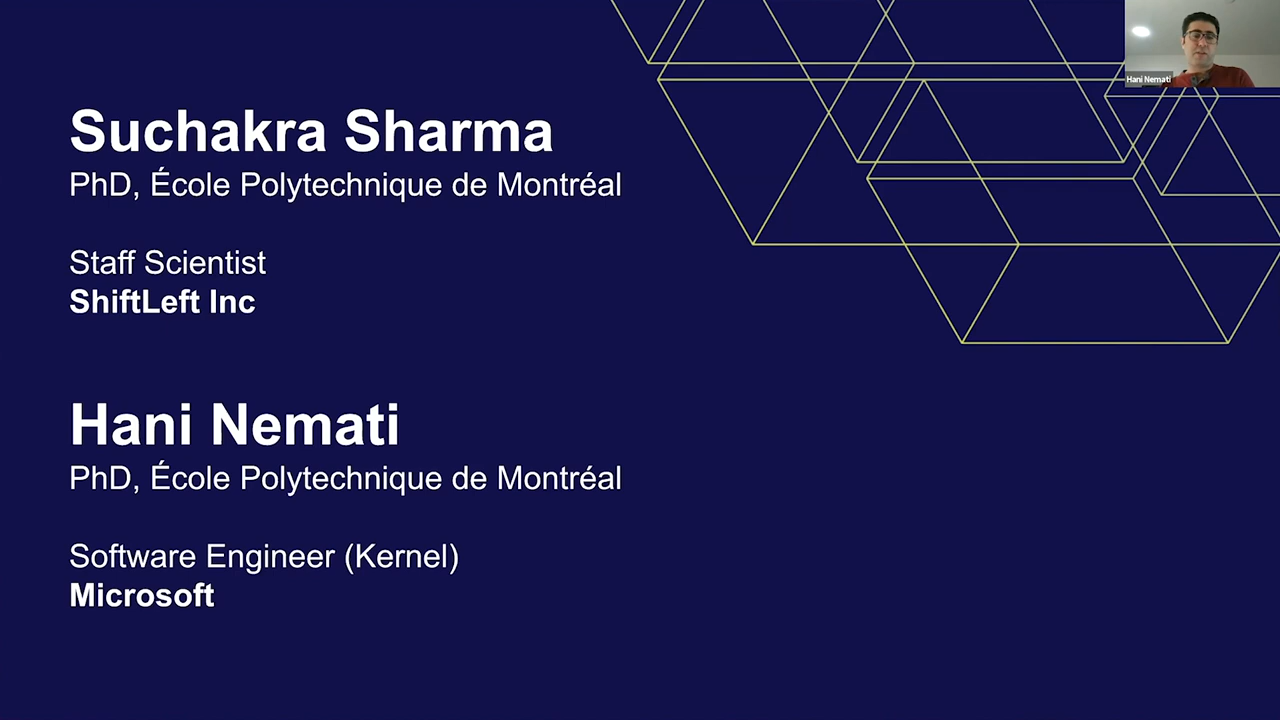 Suchakra Sharma
PhD, École Polytechnique de Montréal
Staff Scientist
ShiftLeft Inc
Hani Nemati
PhD, École Polytechnique de Montréal
Software Engineer (Kernel)
Microsoft
Hani Nemati